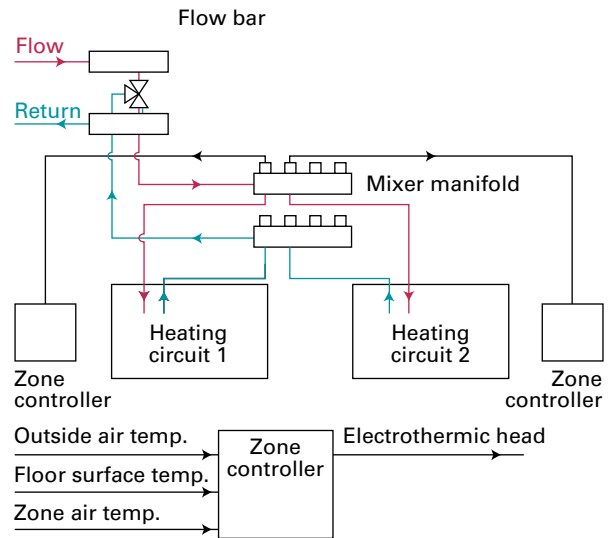 Flow bar
Flow
Return
Mixer manifold
Heating
circuit 1
Heating
circuit 2
Zone
controller
Zone
controller
Outside air temp.
Floor surface temp.
Zone air temp.
Zone
controller
Electrothermic head